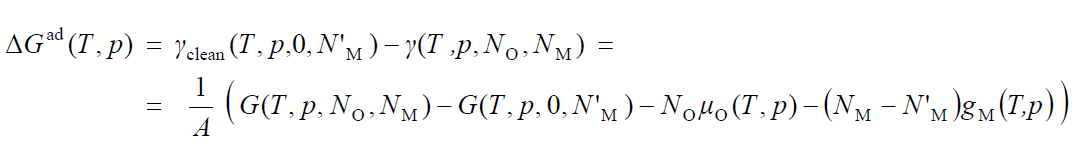 ΔG^ad (T, p) = γ_clean (T, p,0, N'_M) − γ(T ,p, N_O, N_M) =
= 1/A ( G(T, p, N_O, N_M) − G(T, p, 0, N'_M) − N_O μ_O (T, p) − (N_M − N'_M) g_M (T,p) )